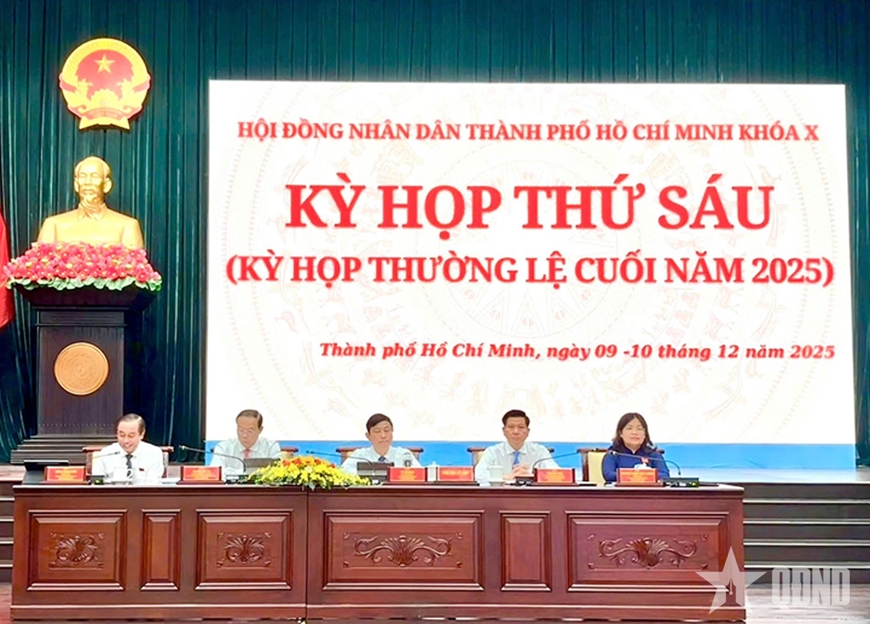 HỘI ĐỒNG NHÂN DÂN THÀNH PHỐ HỒ CHÍ MINH KHÓA X
KỲ HỌP THỨ SÁU
(KỲ HỌP THƯỜNG LỆ CUỐI NĂM 2025)
Thành phố Hồ Chí Minh, ngày 09 -10 tháng 12 năm 2025
QĐND